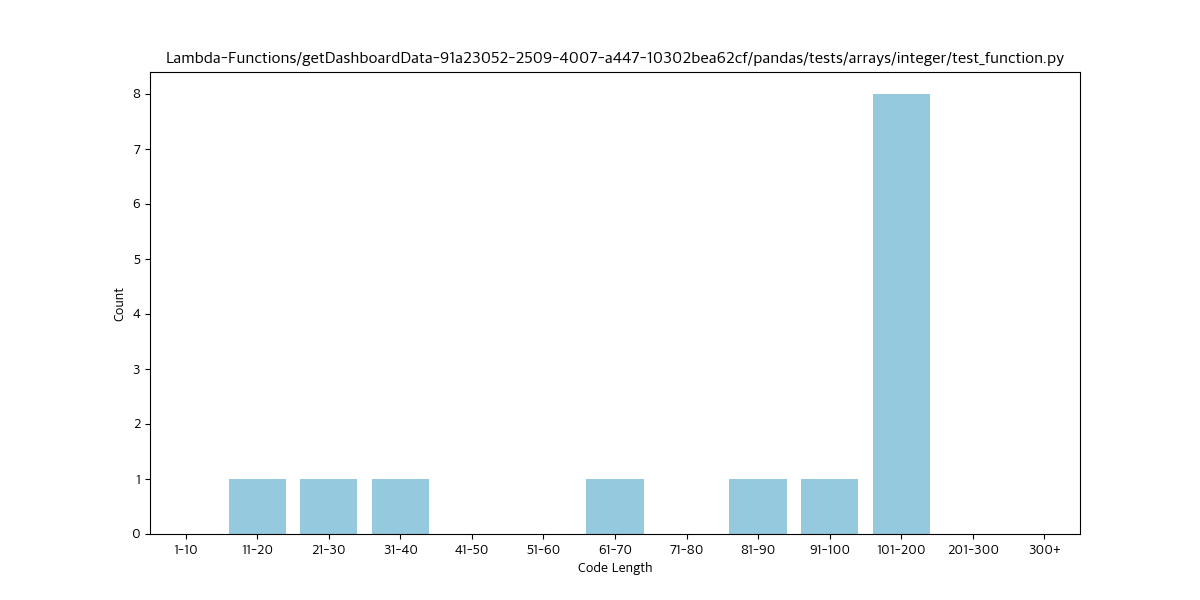 Lambda-Functions/getDashboardData-91a23052-2509-4007-a447-10302bea62cf/pandas/tests/arrays/integer/test_function.py
8
7
6
5
4
3
2
1
0
Count
1-10 11-20 21-30 31-40 41-50 51-60 61-70 71-80 81-90 91-100 101-200 201-300 300+
Code Length